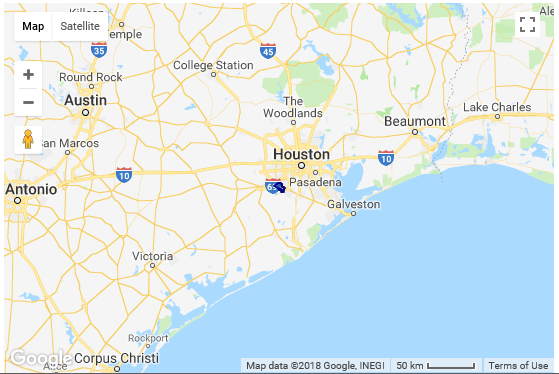 Killeen
Map Satellite
Temple
35
45
College Station
Round Rock
Austin
The
Woodlands
Beaumont
Lake Charles
San Marcos
Houston
10
10
Pasadena
Antonio
69
Galveston
Victoria
Rockport
Google
Alice
Corpus Christi
Map data ©2018 Google, INEGI 50 km Terms of Use